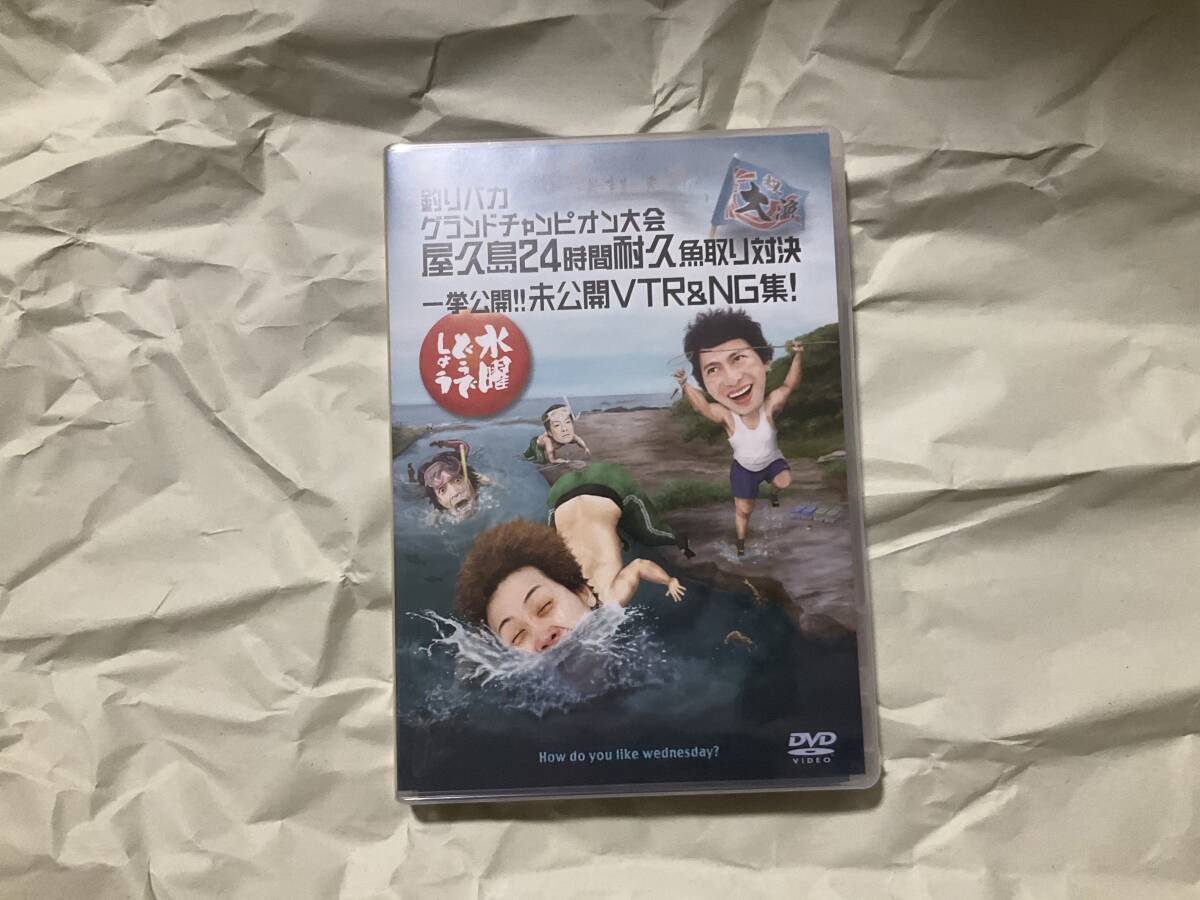 釣りバカ
グランドチャンピオン大会
屋久島24時間耐久魚取り対決
一挙公開!!未公開VTR&NG集!
水曜
どうで
しょう
祝
大漁
How do you like wednesday?
DVD
VIDEO